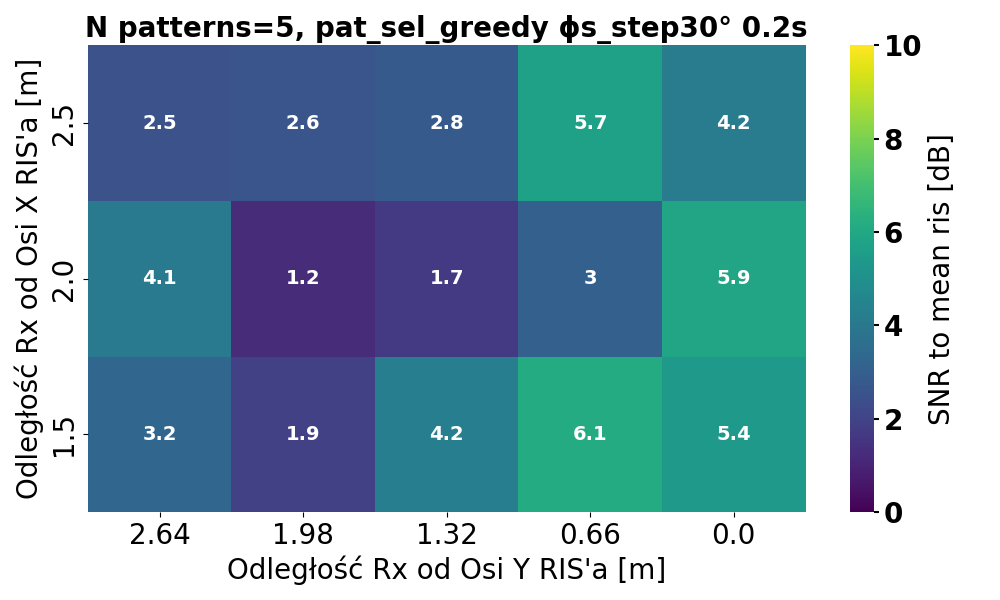 N patterns=5, pat_sel_greedy ϕs_step30° 0.2s
Odległość Rx od Osi X RIS'a [m]
2.5
2.5 2.6 2.8 5.7 4.2
2.0
4.1 1.2 1.7 3 5.9
1.5
3.2 1.9 4.2 6.1 5.4
2.64 1.98 1.32 0.66 0.0
Odległość Rx od Osi Y RIS'a [m]
10
8
6
4
2
0
SNR to mean ris [dB]